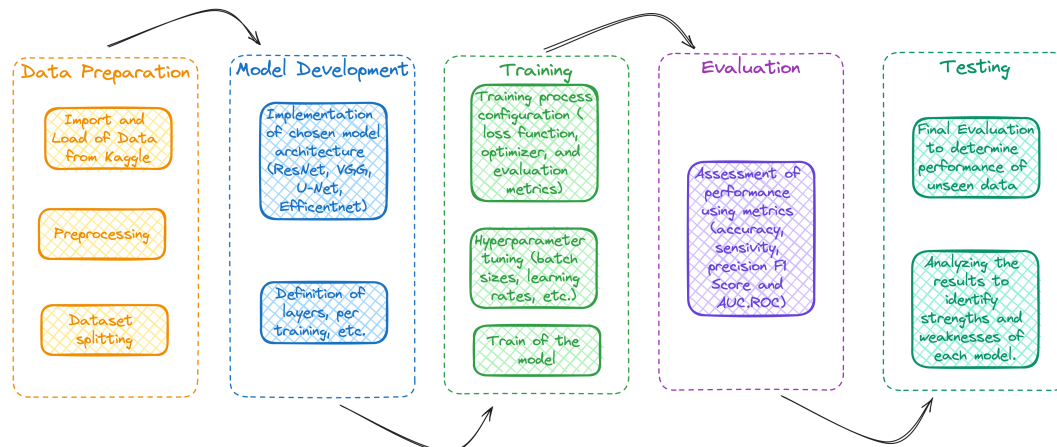 Data Preparation
Import and
Load of Data
from Kaggle
Preprocessing
Dataset
splitting
Model Development
Implementation
of chosen model
architecture
(ResNet, VGG,
U-Net,
Efficentnet)
Definition of
layers, per
training, etc.
Training
Training process
configuration (
loss function,
optimizer, and
evaluation
metrics)
Hyperparameter
tuning (batch
sizes, learning
rates, etc.)
Train of the
model
Evaluation
Assessment of
performance
using metrics
(accuracy,
sensivity,
precision F1
Score and
AUC.ROC)
Testing
Final Evaluation
to determine
performance of
unseen data
Analyzing the
results to
identify
strengths and
weaknesses of
each model.